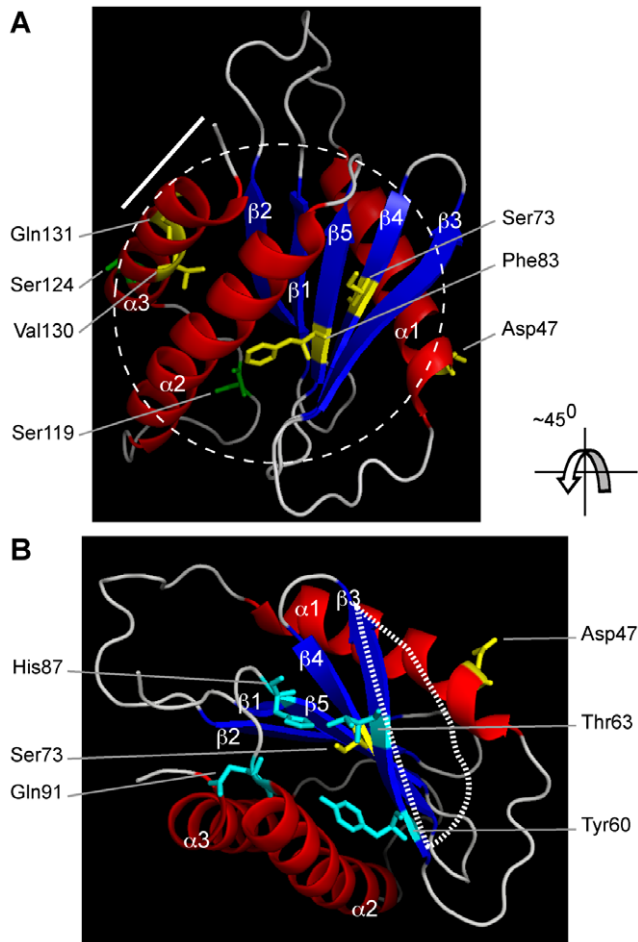 A
β2
β4
β3
β5
Ser73
Gln131
Phe83
Ser124
α3
β1
Val130
α1
Asp47
α2
Ser119
~45⁰
B
β3
α1
Asp47
β4
His87
β1
β5
Thr63
β2
Ser73
Gln91
α3
Tyr60
α2